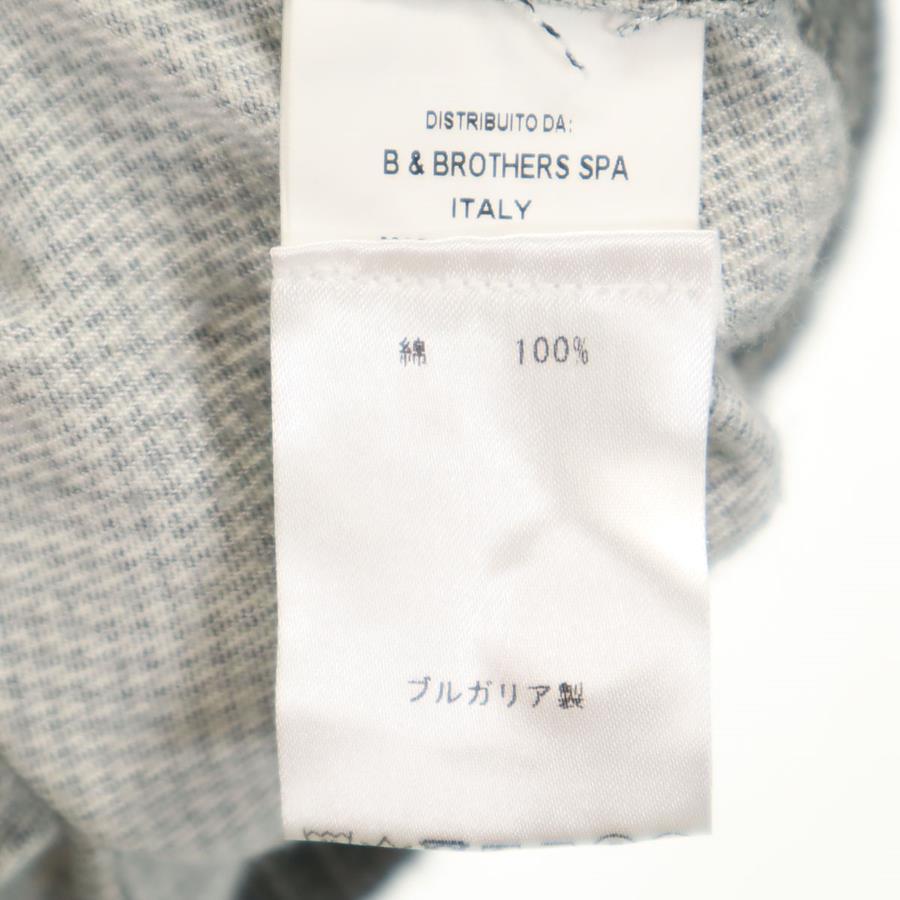 DISTRIBUITO DA:
B & BROTHERS SPA
ITALY
綿 100%
ブルガリア製